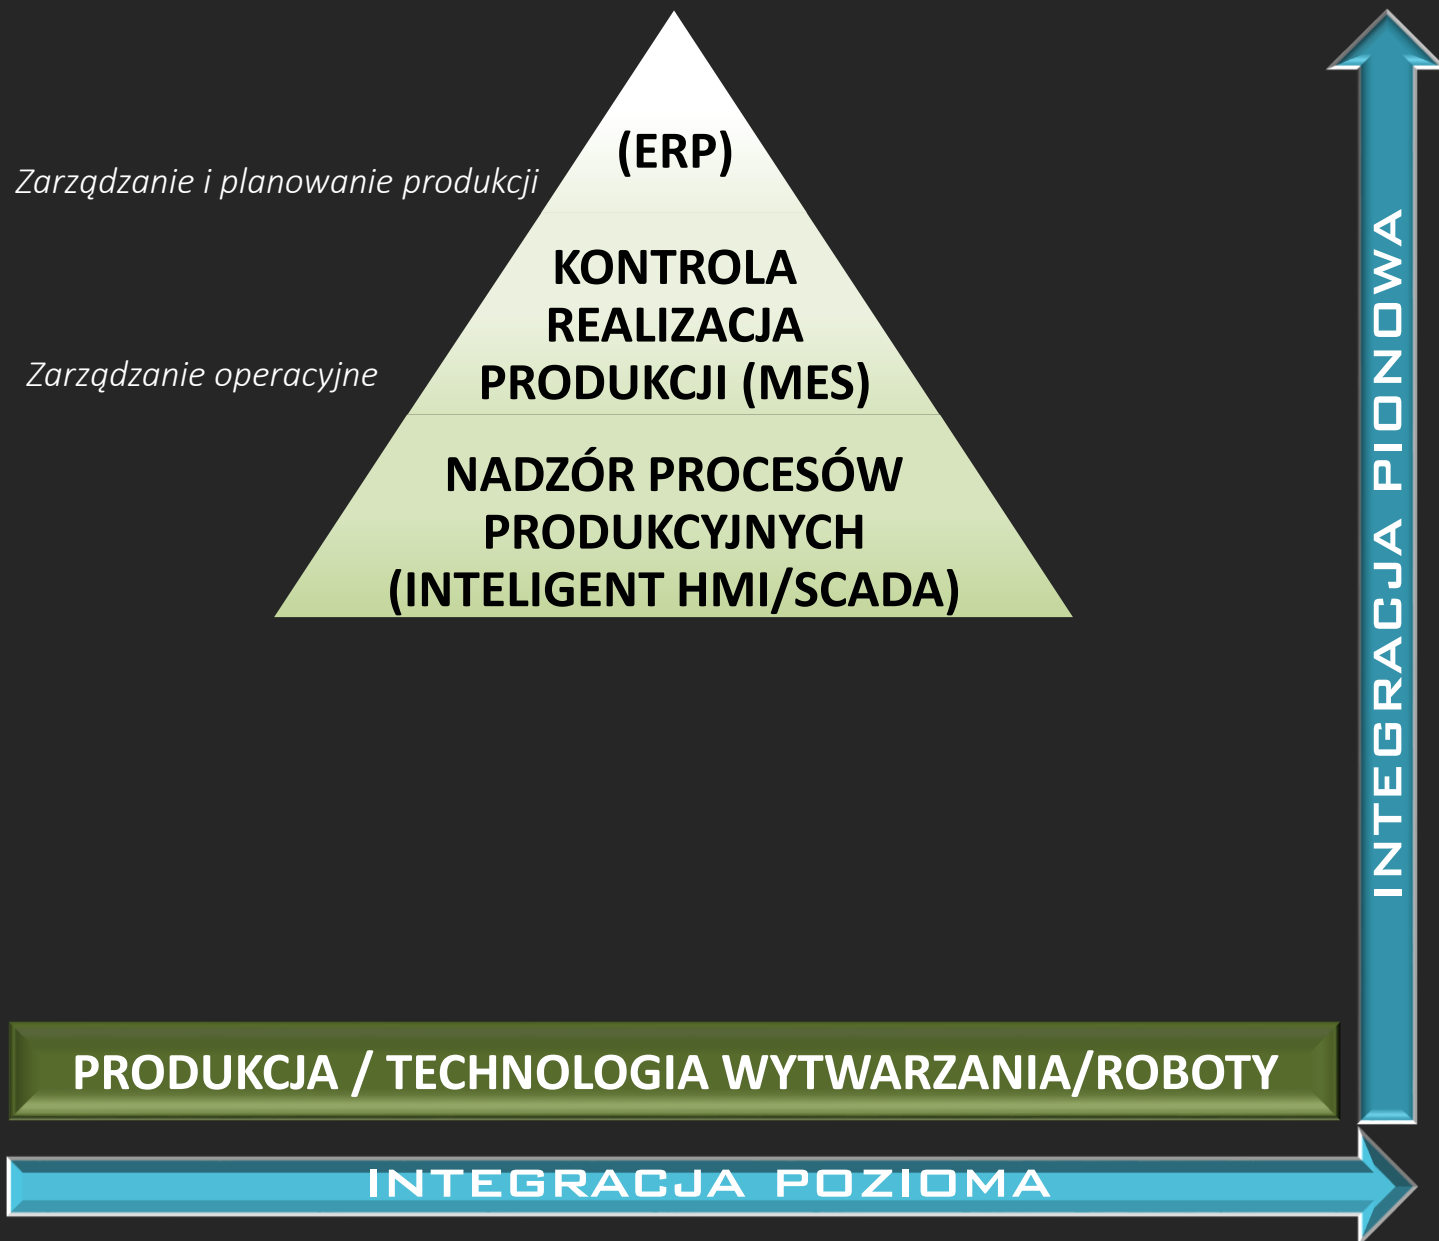 (ERP)
Zarządzanie i planowanie produkcji
KONTROLA
REALIZACJA
PRODUKCJI (MES)
Zarządzanie operacyjne
NADZÓR PROCESÓW
PRODUKCYJNYCH
(INTELIGENT HMI/SCADA)
INTEGRACJA PIONOWA
PRODUKCJA / TECHNOLOGIA WYTWARZANIA/ROBOTY
INTEGRACJA POZIOMA